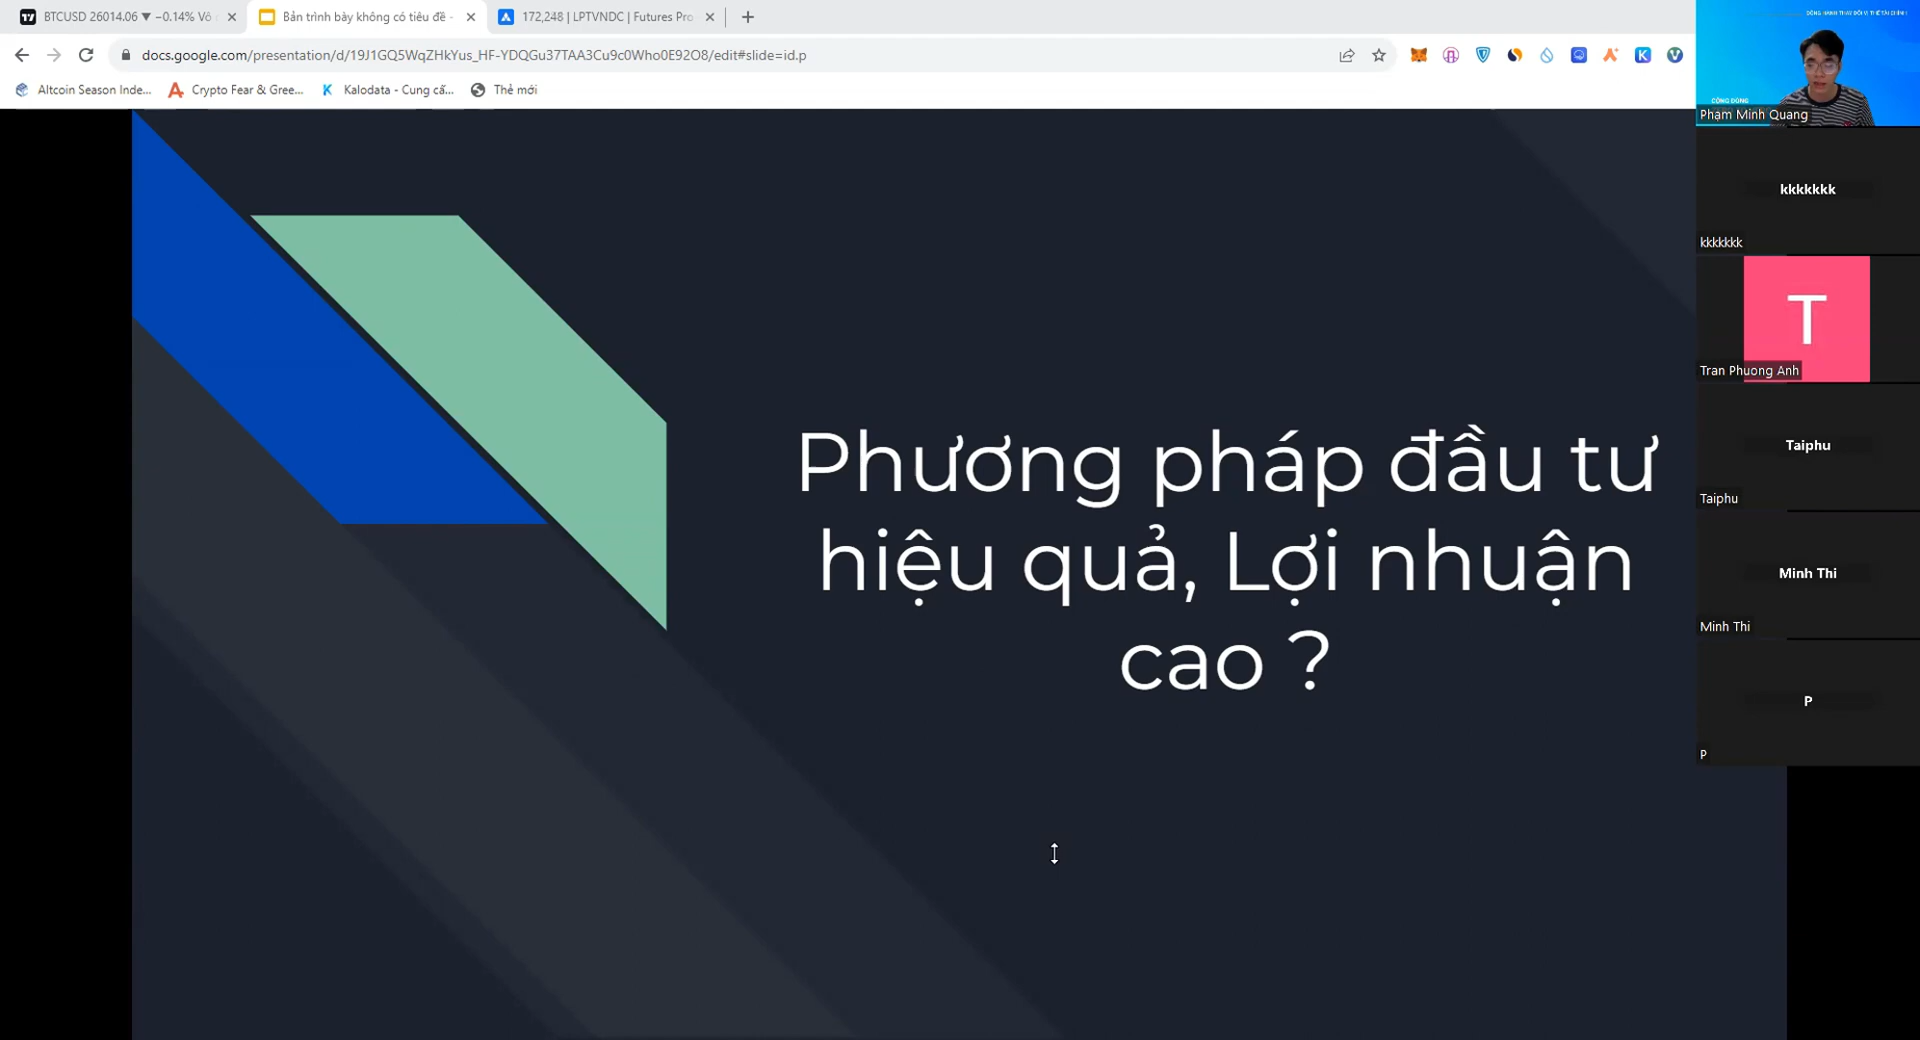 BTCUSD 26014.06 ▼ −0.14% Vô
Bản trình bày không có tiêu đề -
172,248 | LPTVNDC | Futures Pro
docs.google.com/presentation/d/19J1GQ5WqZHkYus_HF-YDQGu37TAA3Cu9c0Who0E92O8/edit#slide=id.p
Altcoin Season Inde...
Crypto Fear & Gree...
Kalodata - Cung cấ...
Thẻ mới
Phương pháp đầu tư
hiệu quả, Lợi nhuận
cao ?
CỘNG ĐỒNG
Phạm Minh Quang
kkkkkkk
kkkkkkk
T
Tran Phuong Anh
Taiphu
Taiphu
Minh Thi
Minh Thi
P
P